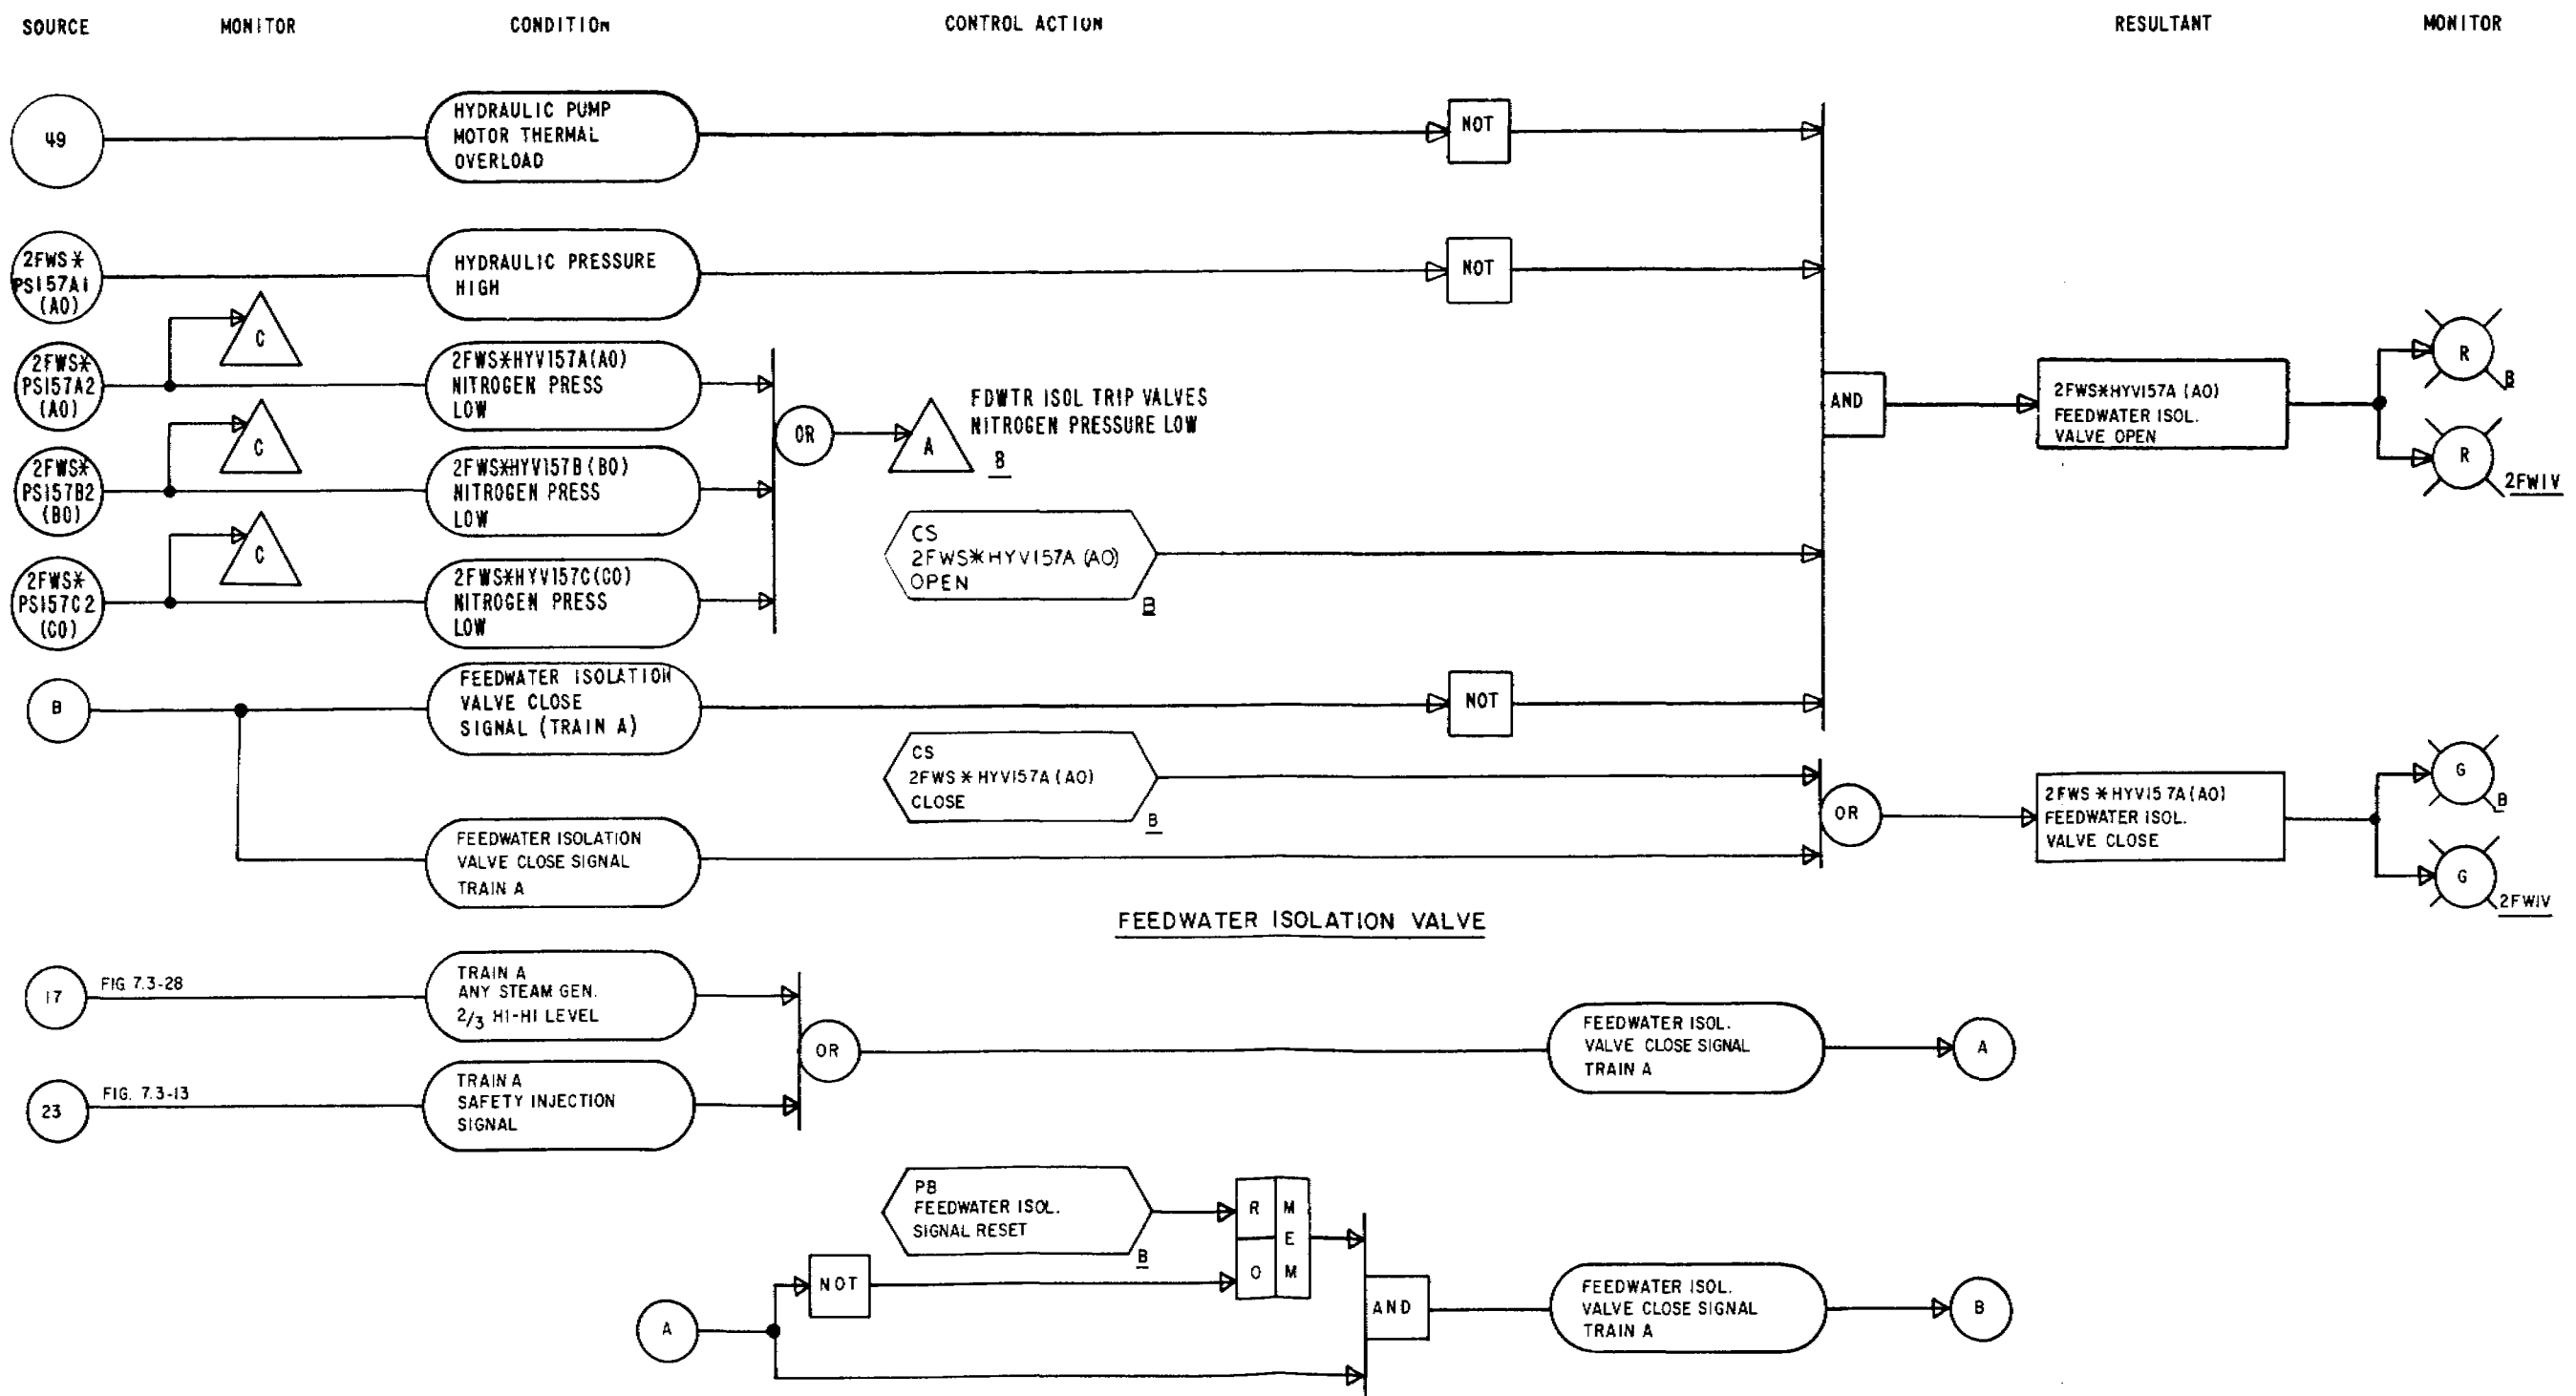 SOURCE
MONITOR
CONDITION
CONTROL ACTION
RESULTANT
MONITOR
49
HYDRAULIC PUMP
MOTOR THERMAL
OVERLOAD
NOT
2FWS*
PS157A1
(AO)
HYDRAULIC PRESSURE
HIGH
NOT
C
2FWS*
PS157A2
(AO)
2FWS*HYV157A(AO)
NITROGEN PRESS
LOW
C
2FWS*
PS157B2
(BO)
2FWS*HYV157B(BO)
NITROGEN PRESS
LOW
OR
A
FDWTR ISOL TRIP VALVES
NITROGEN PRESSURE LOW
B
C
2FWS*
PS157C2
(CO)
2FWS*HYV157C(CO)
NITROGEN PRESS
LOW
CS
2FWS*HYV157A (AO)
OPEN
B
AND
2FWS*HYV157A (AO)
FEEDWATER ISOL.
VALVE OPEN
R
B
R
2FWIV
B
FEEDWATER ISOLATION
VALVE CLOSE
SIGNAL (TRAIN A)
NOT
CS
2FWS*HYV157A (AO)
CLOSE
B
FEEDWATER ISOLATION
VALVE CLOSE SIGNAL
TRAIN A
OR
2FWS*HYV157A(AO)
FEEDWATER ISOL.
VALVE CLOSE
G
B
G
2FWIV
FEEDWATER ISOLATION VALVE
17
FIG 7.3-28
TRAIN A
ANY STEAM GEN.
2/3 HI-HI LEVEL
23
FIG. 7.3-13
TRAIN A
SAFETY INJECTION
SIGNAL
OR
FEEDWATER ISOL.
VALVE CLOSE SIGNAL
TRAIN A
A
PB
FEEDWATER ISOL.
SIGNAL RESET
B
R
O
MEM
NOT
A
AND
FEEDWATER ISOL.
VALVE CLOSE SIGNAL
TRAIN A
B